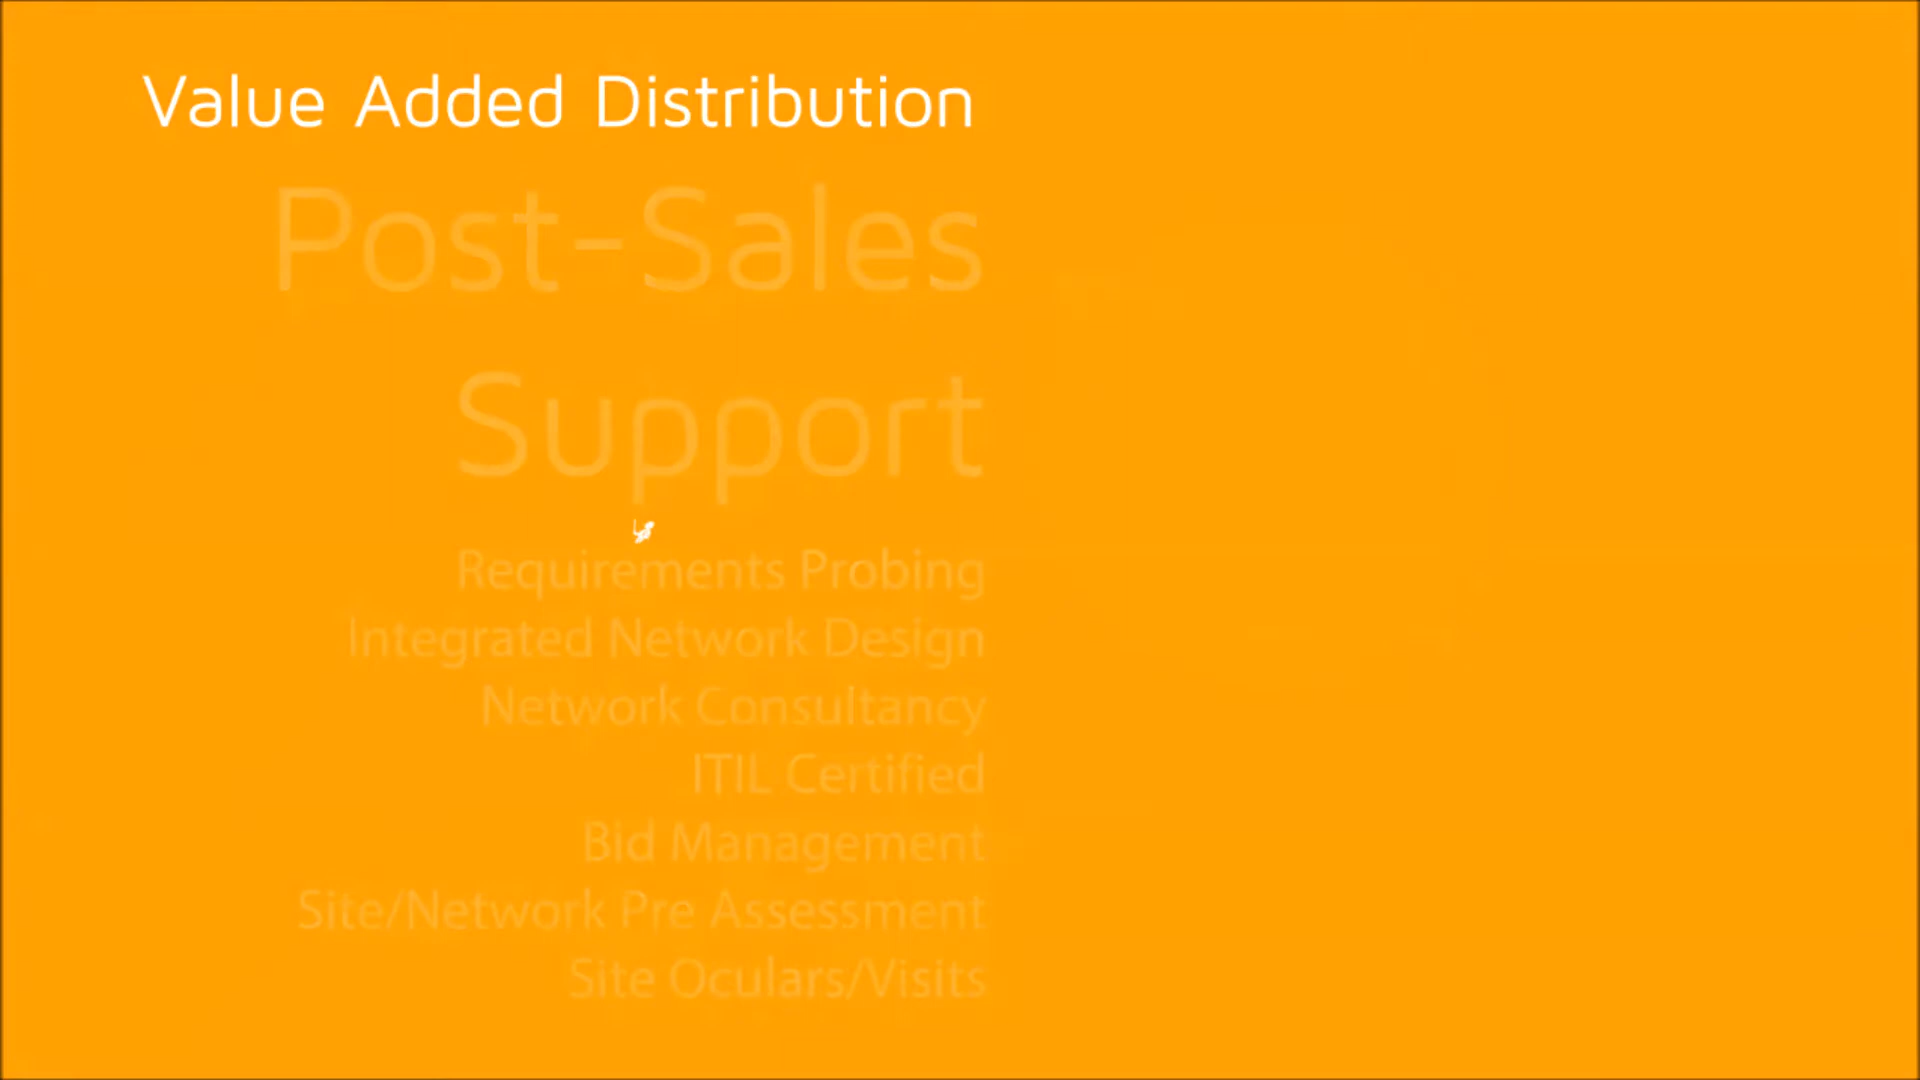 Value Added Distribution
Post-Sales
Support
Requirements Probing
Integrated Network Design
Network Consultancy
ITIL Certified
Bid Management
Site/Network Pre Assessment
Site Oculars/Visits